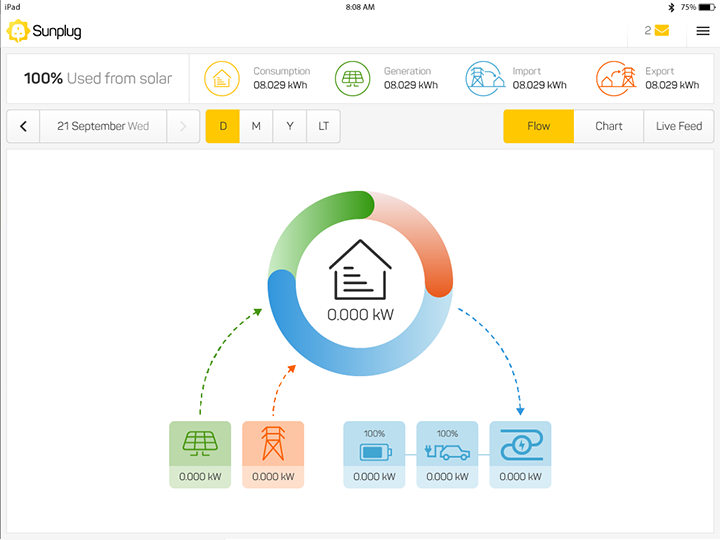 iPad
8:08 AM
75%
Sunplug
2
100% Used from solar
Consumption
08.029 kWh
Generation
08.029 kWh
Import
08.029 kWh
Export
08.029 kWh
21 September Wed
D
M
Y
LT
Flow
Chart
Live Feed
0.000 kW
0.000 kW
0.000 kW
100%
0.000 kW
100%
0.000 kW
0.000 kW